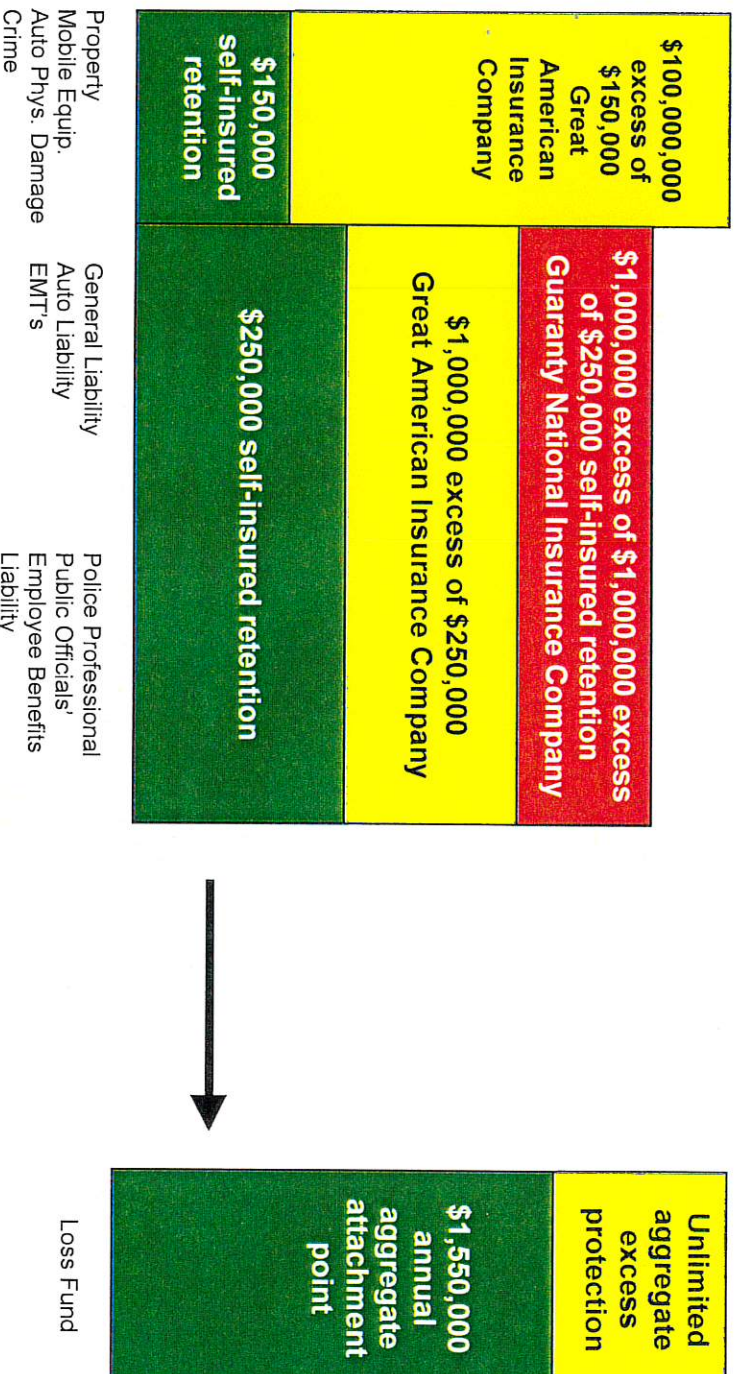 $100,000,000
excess of
$150,000
Great
American
Insurance
Company
$150,000
self-insured
retention
$1,000,000 excess of $1,000,000 excess
of $250,000 self-insured retention
Guaranty National Insurance Company
$1,000,000 excess of $250,000
Great American Insurance Company
$250,000 self-insured retention
Property
Mobile Equip.
Auto Phys. Damage
Crime
General Liability
Auto Liability
EMT's
Police Professional
Public Officials'
Employee Benefits
Liability
Unlimited
aggregate
excess
protection
$1,550,000
annual
aggregate
attachment
point
Loss Fund